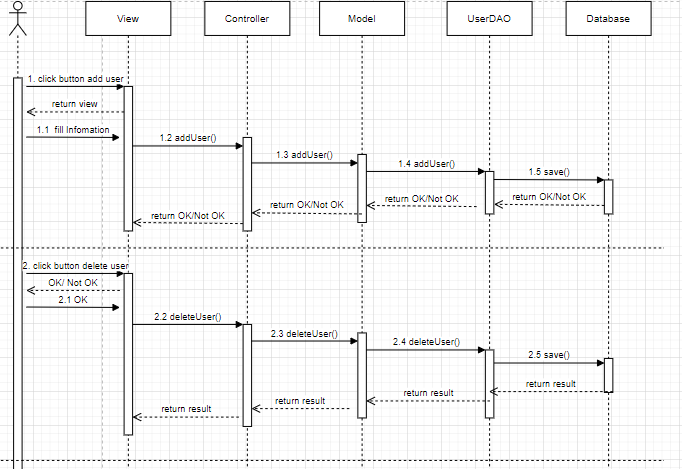 View
Controller
Model
UserDAO
Database
1. click button add user
return view
1.1 fill Infomation
1.2 addUser()
1.3 addUser()
1.4 addUser()
1.5 save()
return OK/Not OK
return OK/Not OK
return OK/Not OK
return OK/Not OK
2. click button delete user
OK/ Not OK
2.1 OK
2.2 deleteUser()
2.3 deleteUser()
2.4 deleteUser()
2.5 save()
return result
return result
return result
return result